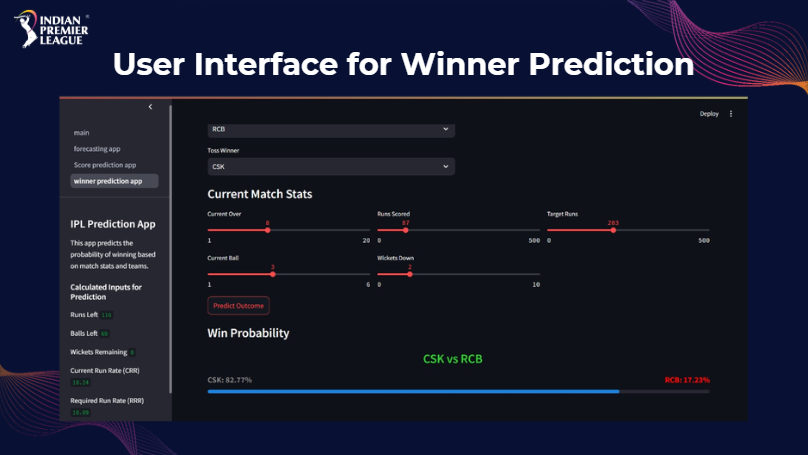 INDIAN
PREMIER
LEAGUE
User Interface for Winner Prediction
main
forecasting app
Score prediction app
winner prediction app
IPL Prediction App
This app predicts the
probability of winning based
on match stats and teams.
Calculated Inputs for
Prediction
Runs Left 116
Balls Left
Wickets Remaining 8
Current Run Rate (CRR)
Required Run Rate (RRR)
Deploy
RCB
Toss Winner
CSK
Current Match Stats
Current Over Runs Scored Target Runs
8 87 203
1 20 0 500 0 500
Current Ball Wickets Down
3 2
1 6 0 10
Predict Outcome
Win Probability
CSK vs RCB
CSK: 82.77% RCB: 17.23%